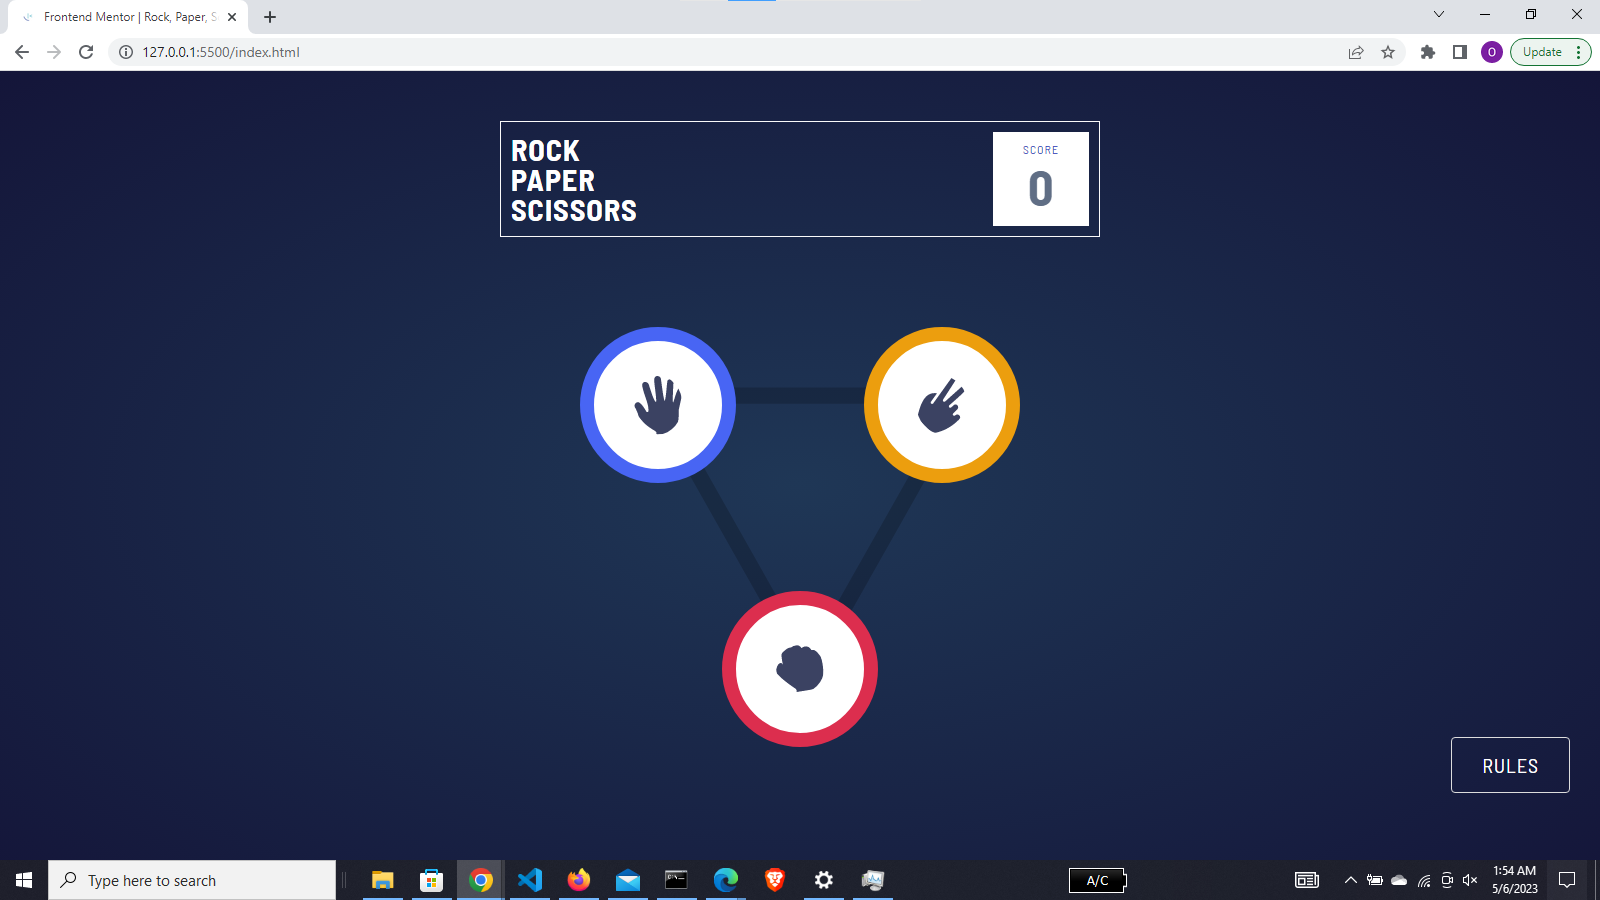 Frontend Mentor | Rock, Paper, S
127.0.0.1:5500/index.html
O
Update
ROCK
PAPER
SCISSORS
SCORE
0
RULES
Type here to search
A/C
1:54 AM
5/6/2023